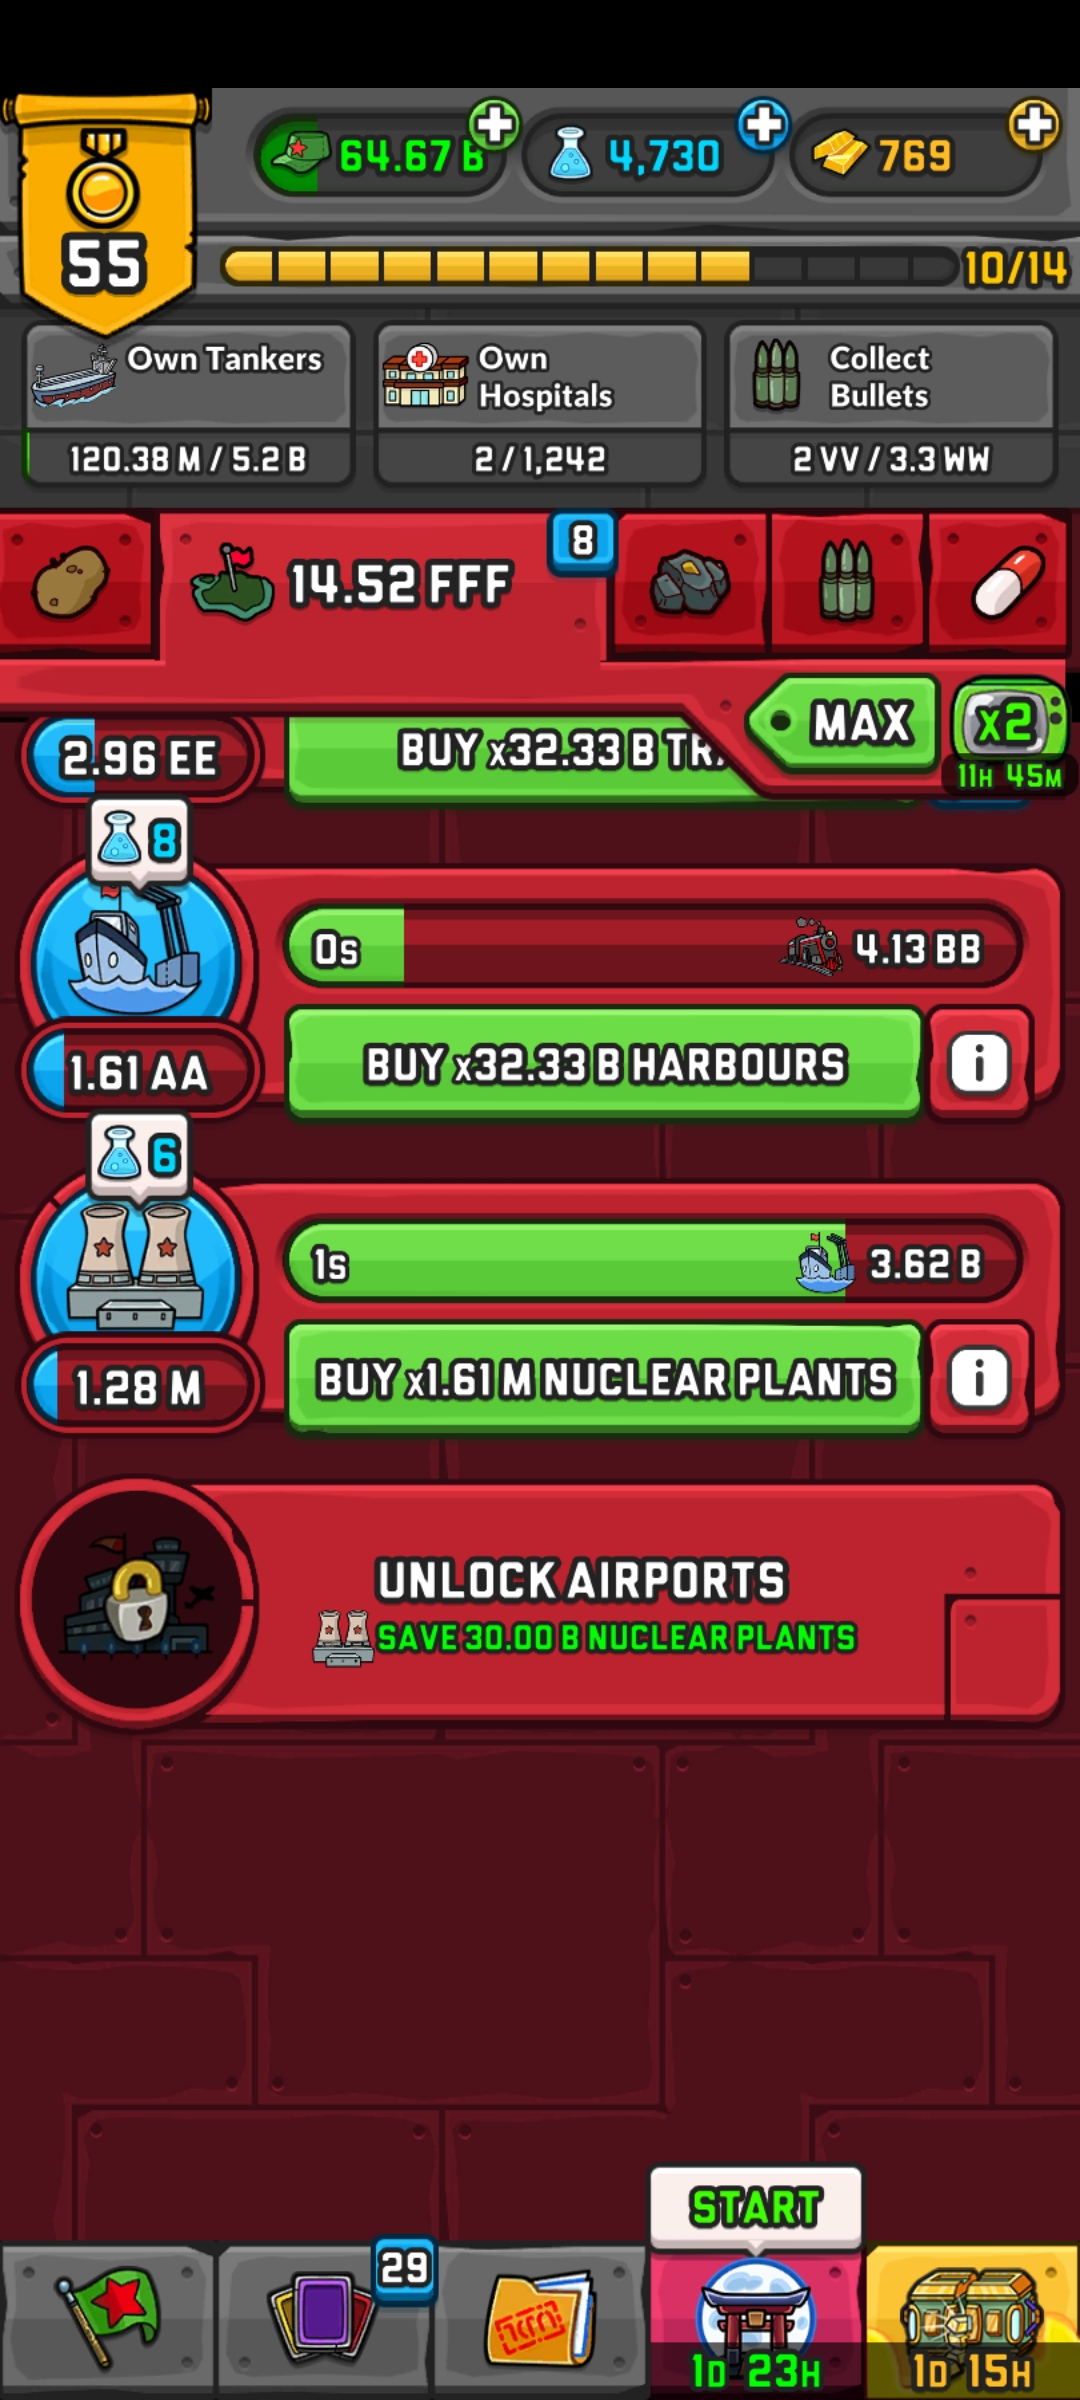 64.67 B
4,730
769
55
10/14
Own Tankers
120.38 M / 5.2 B
Own
Hospitals
2 / 1,242
Collect
Bullets
2 VV / 3.3 WW
14.52 FFF
8
MAX
x2
11H 45M
2.96 EE
BUY x32.33 B
8
0s
4.13 BB
1.61 AA
BUY x32.33 B HARBOURS
i
6
1s
3.62 B
1.28 M
BUY x1.61 M NUCLEAR PLANTS
i
UNLOCK AIRPORTS
SAVE 30.00 B NUCLEAR PLANTS
START
29
1D 23H
1D 15H